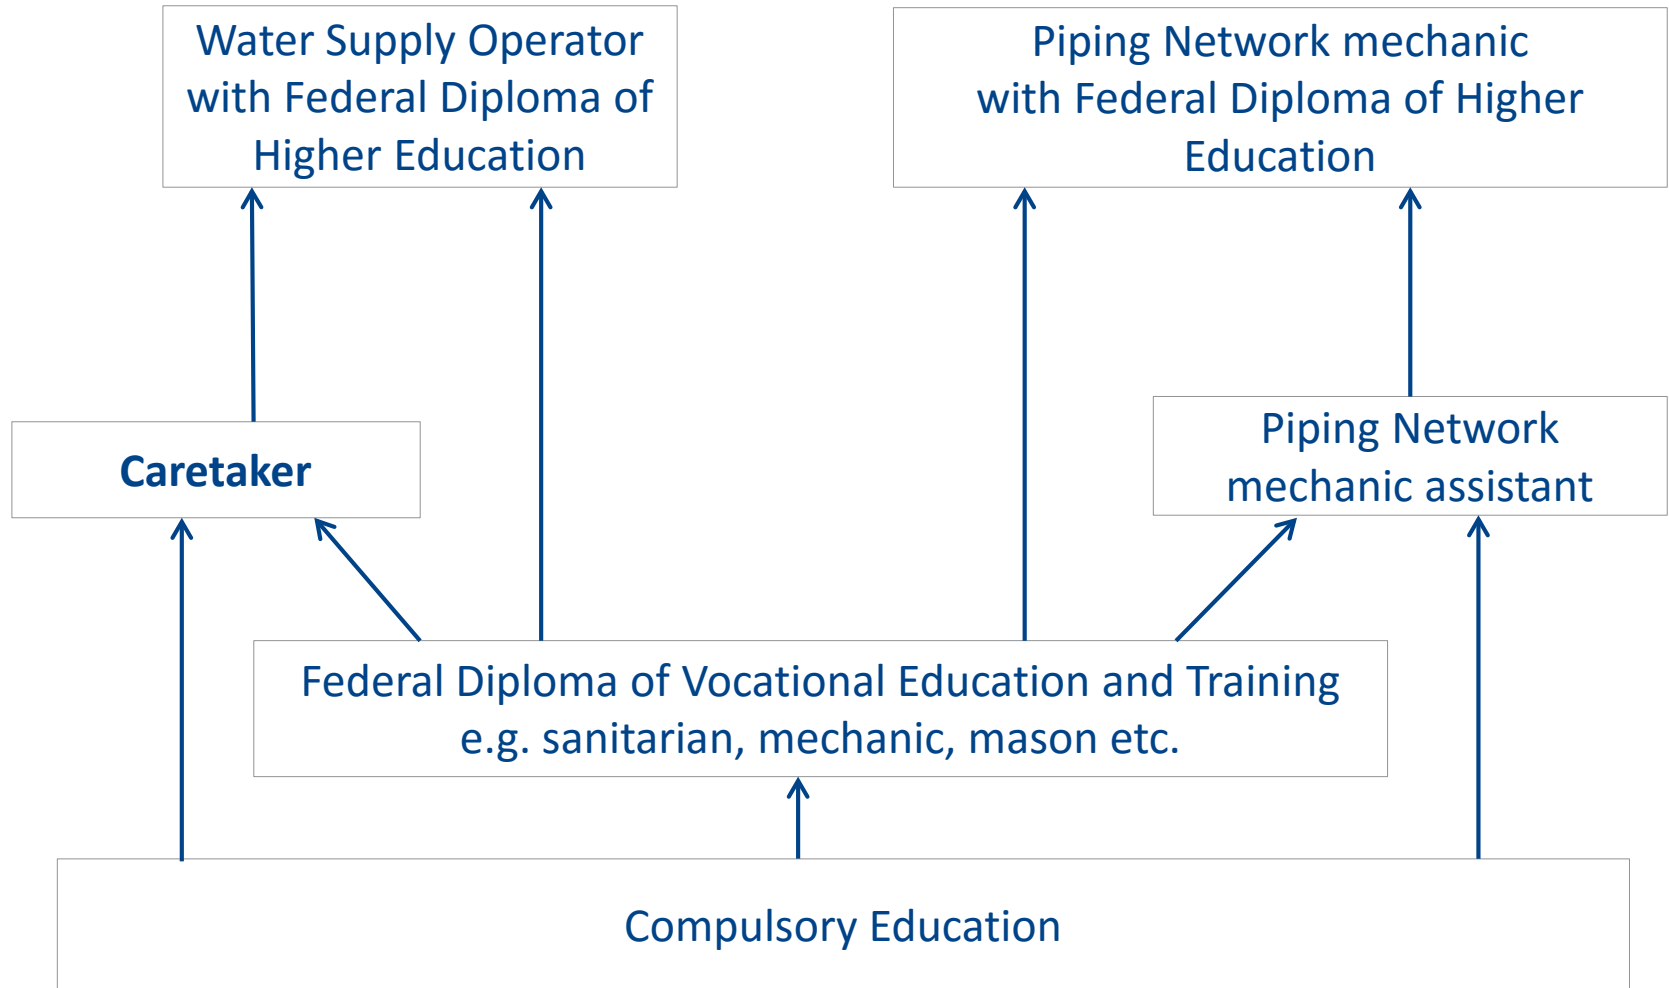 Water Supply Operator
with Federal Diploma of
Higher Education
Piping Network mechanic
with Federal Diploma of Higher
Education
Caretaker
Piping Network
mechanic assistant
Federal Diploma of Vocational Education and Training
e.g. sanitarian, mechanic, mason etc.
Compulsory Education